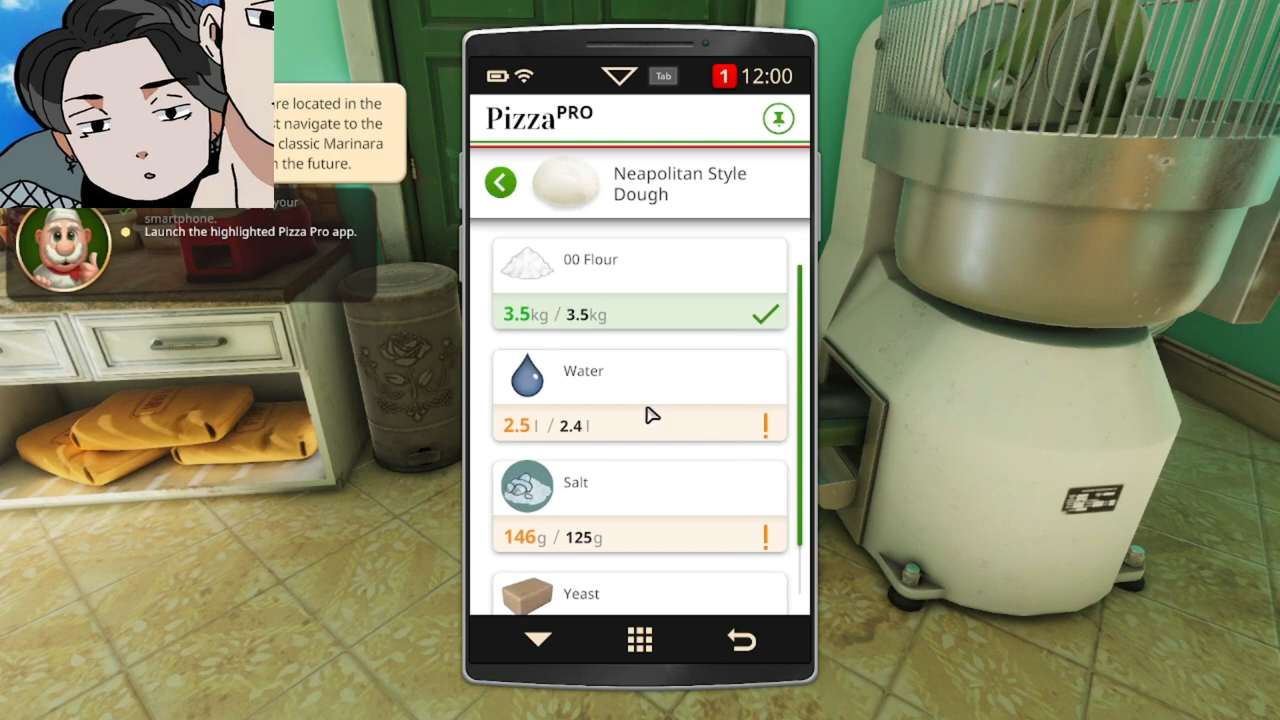 Tab
1 12:00
PizzaPRO
re located in the
t navigate to the
classic Marinara
the future.
Neapolitan Style
Dough
your
smartphone.
Launch the highlighted Pizza Pro app.
00 Flour
3.5kg / 3.5kg
Water
2.5 l / 2.4 l
Salt
146g / 125g
Yeast